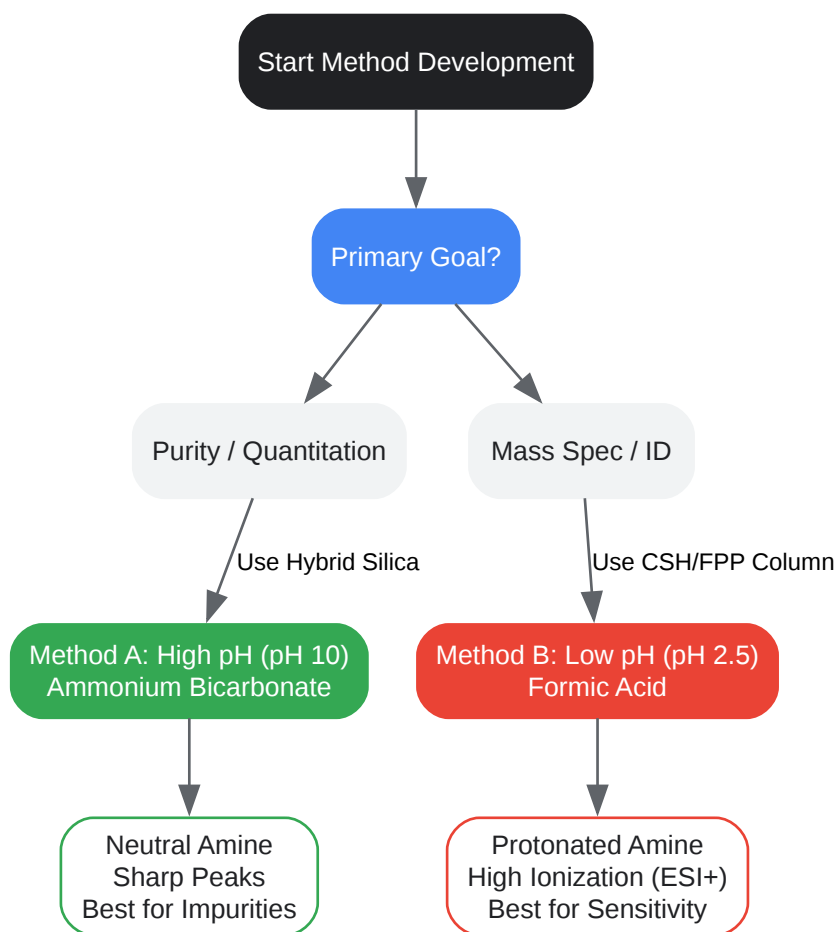 Start Method Development
Primary Goal?
Purity / Quantitation
Mass Spec / ID
Use Hybrid Silica
Use CSH/FPP Column
Method A: High pH (pH 10)
Ammonium Bicarbonate
Method B: Low pH (pH 2.5)
Formic Acid
Neutral Amine
Sharp Peaks
Best for Impurities
Protonated Amine
High Ionization (ESI+)
Best for Sensitivity